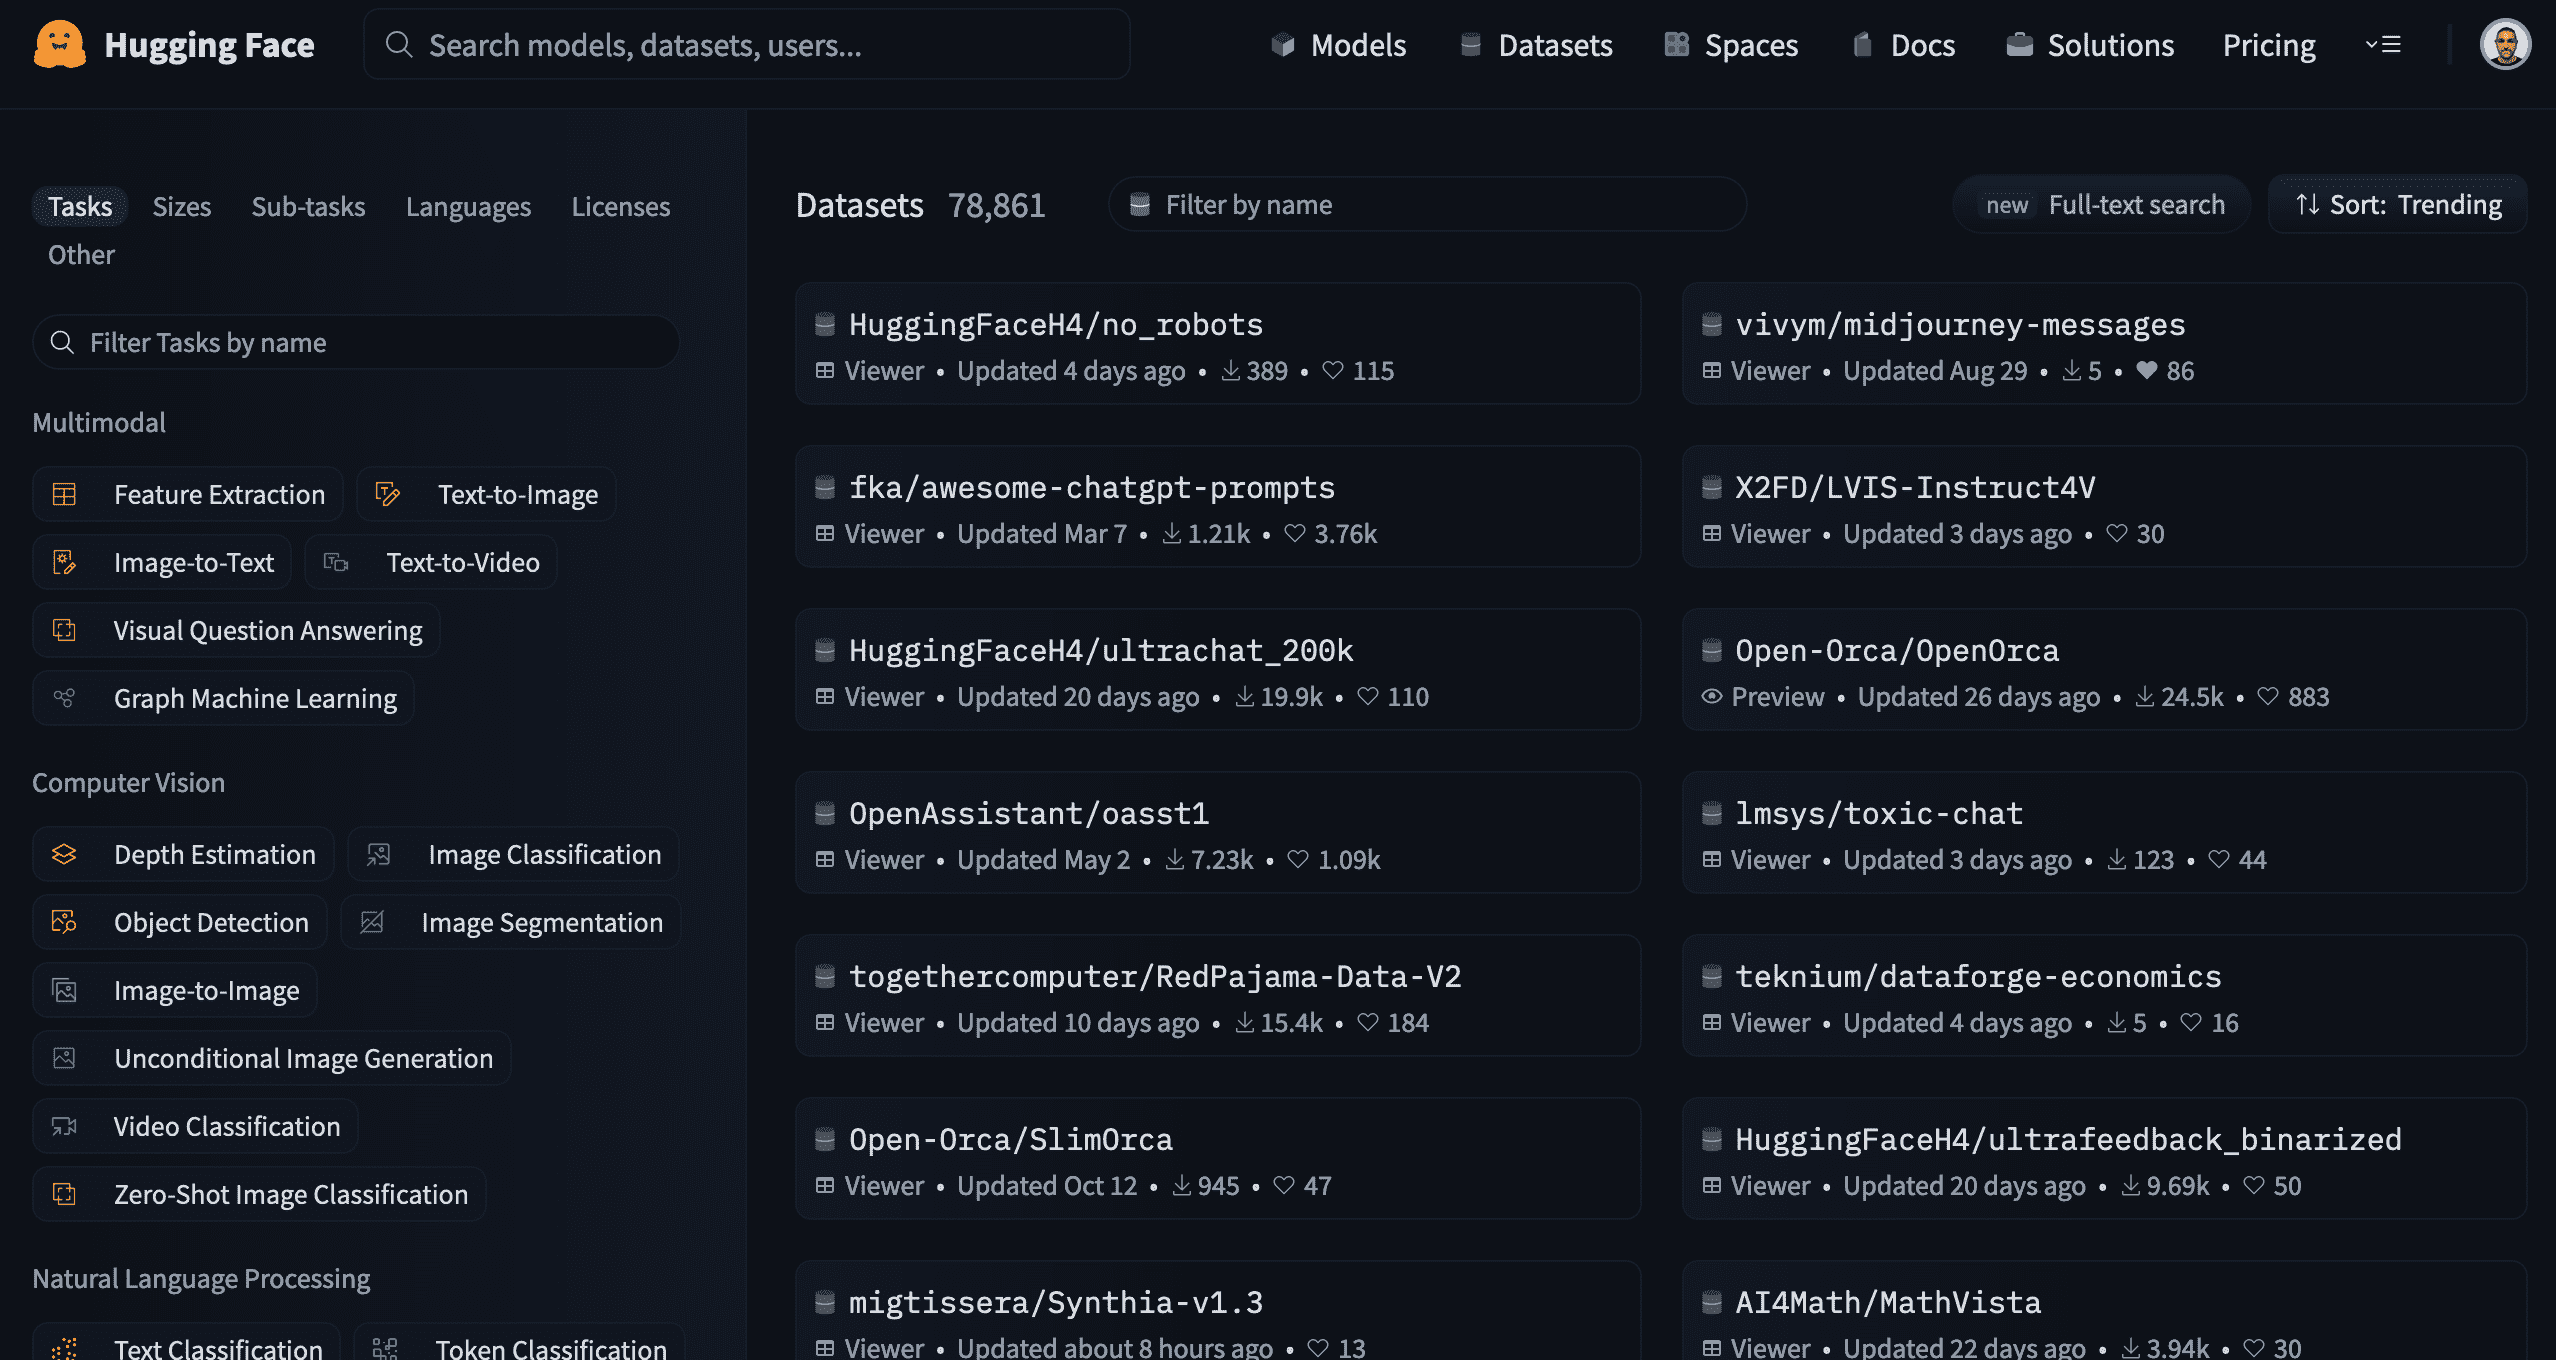 Hugging Face
Search models, datasets, users...
Models
Datasets
Spaces
Docs
Solutions
Pricing
Tasks
Sizes
Sub-tasks
Languages
Licenses
Other
Filter Tasks by name
Multimodal
Feature Extraction
Text-to-Image
Image-to-Text
Text-to-Video
Visual Question Answering
Graph Machine Learning
Computer Vision
Depth Estimation
Image Classification
Object Detection
Image Segmentation
Image-to-Image
Unconditional Image Generation
Video Classification
Zero-Shot Image Classification
Natural Language Processing
Text Classification
Token Classification
Datasets 78,861
Filter by name
new Full-text search
Sort: Trending
HuggingFaceH4/no_robots
Viewer • Updated 4 days ago • 389 • 115
vivym/midjourney-messages
Viewer • Updated Aug 29 • 5 • 86
fka/awesome-chatgpt-prompts
Viewer • Updated Mar 7 • 1.21k • 3.76k
X2FD/LVIS-Instruct4V
Viewer • Updated 3 days ago • 30
HuggingFaceH4/ultrachat_200k
Viewer • Updated 20 days ago • 19.9k • 110
Open-Orca/OpenOrca
Preview • Updated 26 days ago • 24.5k • 883
OpenAssistant/oasst1
Viewer • Updated May 2 • 7.23k • 1.09k
lmsys/toxic-chat
Viewer • Updated 3 days ago • 123 • 44
togethercomputer/RedPajama-Data-V2
Viewer • Updated 10 days ago • 15.4k • 184
teknium/dataforge-economics
Viewer • Updated 4 days ago • 5 • 16
Open-Orca/SlimOrca
Viewer • Updated Oct 12 • 945 • 47
HuggingFaceH4/ultrafeedback_binarized
Viewer • Updated 20 days ago • 9.69k • 50
migtissera/Synthia-v1.3
Viewer • Updated about 8 hours ago • 13
AI4Math/MathVista
Viewer • Updated 22 days ago • 3.94k • 30